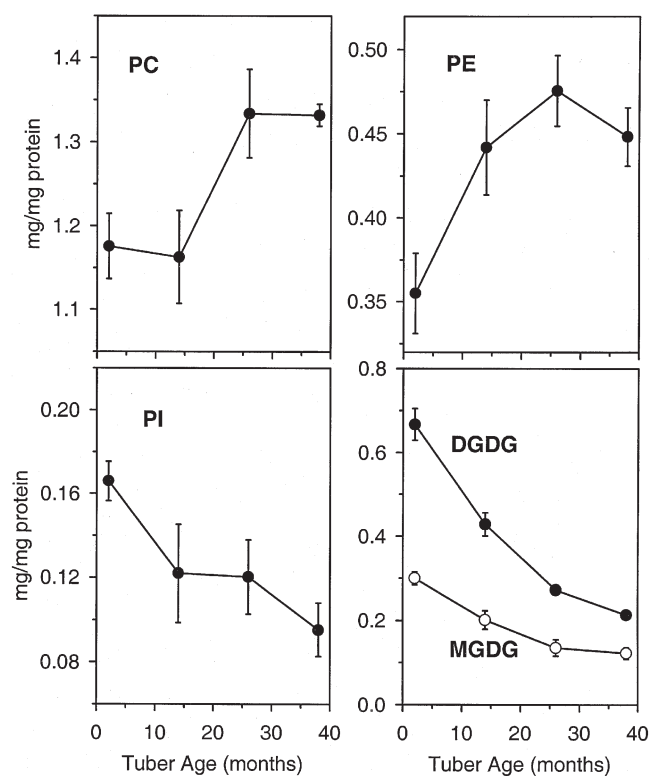 PC
mg/mg protein
1.4
1.3
1.2
1.1
PE
0.50
0.45
0.40
0.35
PI
mg/mg protein
0.20
0.16
0.12
0.08
0 10 20 30 40
Tuber Age (months)
DGDG
MGDG
0.8
0.6
0.4
0.2
0.0
0 10 20 30 40
Tuber Age (months)